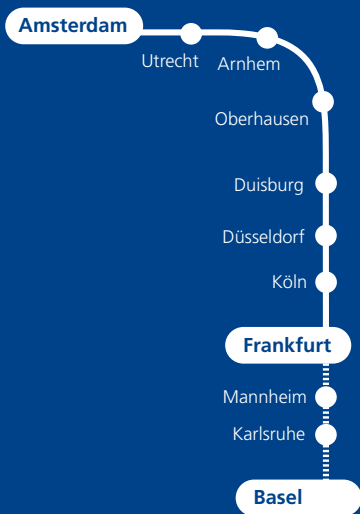 Amsterdam
Utrecht
Arnhem
Oberhausen
Duisburg
Düsseldorf
Köln
Frankfurt
Mannheim
Karlsruhe
Basel